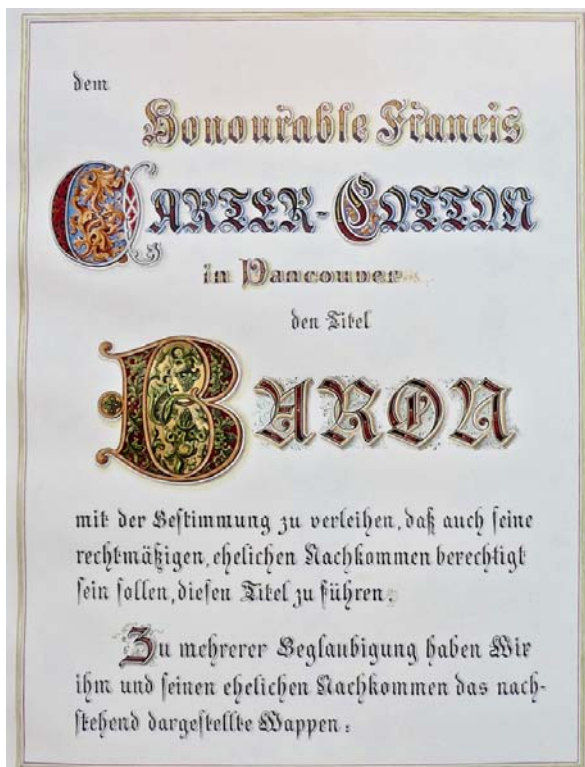 dem
Honourable Francis
CARTER-COTTON
in Vancouver
den Titel
BARON
mit der Bestimmung zu verleihen, daß auch seine
rechtmäßigen, ehelichen Nachkommen berechtigt
sein sollen, diesen Titel zu führen.
Zu mehrerer Beglaubigung haben Wir
ihm und seinen ehelichen Nachkommen das nach-
stehend dargestellte Wappen: